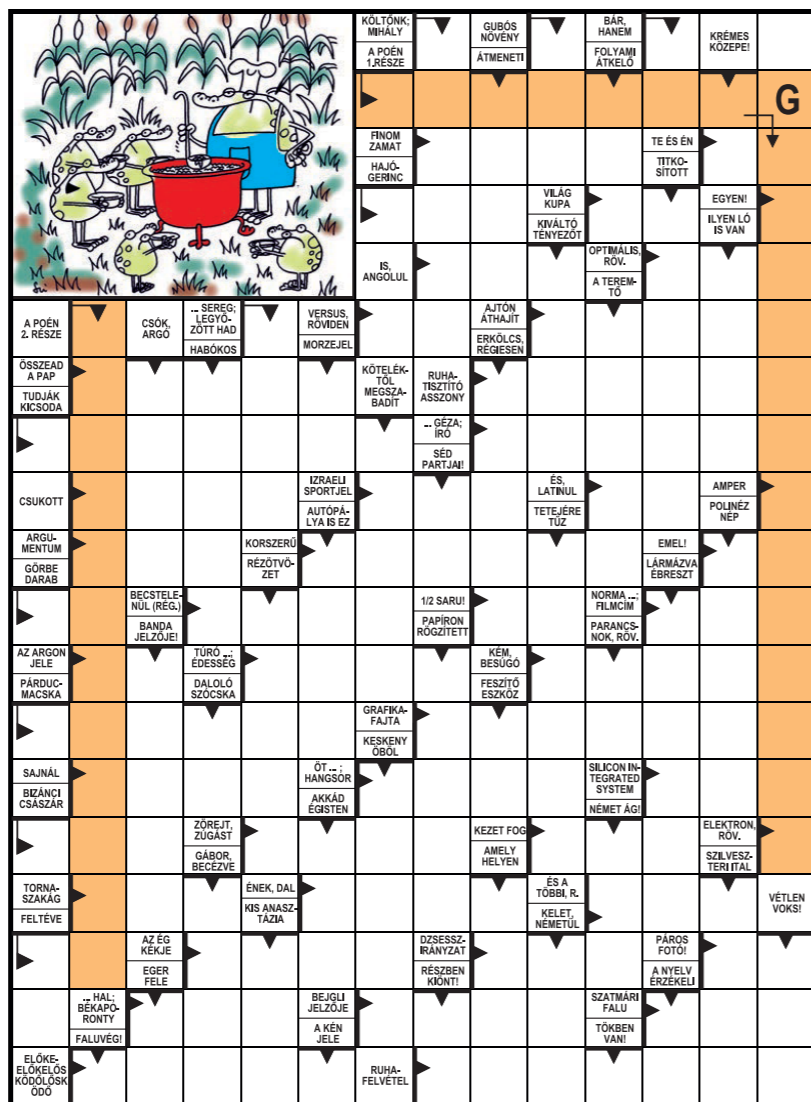 KÖLTŐNK;
MIHÁLY
A POÉN
1.RÉSZE
GUBÓS
NÖVÉNY
ÁTMENETI
BÁR,
HANEM
FOLYAMI
ÁTKELŐ
KRÉMES
KÖZEPE!
G
FINOM
ZAMAT
HAJÓ-
GERINC
TE ÉS ÉN
TITKO-
SÍTOTT
VILÁG
KUPA
KIVÁLTÓ
TÉNYEZŐT
EGYEN!
ILYEN LÓ
IS VAN
IS,
ANGOLUL
OPTIMÁLIS,
RÖV.
A TEREM-
TŐ
A POÉN
2. RÉSZE
CSÓK,
ARGÓ
... SEREG;
LEGYŐ-
ZÖTT HAD
HABÓKOS
VERSUS,
RÖVIDEN
MORZEJEL
AJTÓN
ÁTHAJÍT
ERKÖLCS,
RÉGIESEN
ÖSSZEAD
A PAP
TUDJÁK
KICSODA
KÖTELÉK-
TŐL
MEGSZA-
BADÍT
RUHA-
TISZTÍTÓ
ASSZONY
... GÉZA;
ÍRÓ
SÉD
PARTJAI!
CSUKOTT
IZRAELI
SPORTJEL
AUTÓPÁ-
LYA IS EZ
ÉS,
LATINUL
TETEJÉRE
TŰZ
AMPER
POLINÉZ
NÉP
ARGU-
MENTUM
GÖRBE
DARAB
KORSZERŰ
RÉZÖTVÖ-
ZET
EMEL!
LÁRMÁZVA
ÉBRESZT
BECSTELE-
NÜL (RÉG.)
BANDA
JELZŐJE!
1/2 SARU!
PAPÍRON
RÖGZÍTETT
NORMA ...;
FILMCÍM
PARANCS-
NOK, RÖV.
AZ ARGON
JELE
PÁRDUC-
MACSKA
TÚRÓ ...;
ÉDESSÉG
DALOLÓ
SZÓCSKA
KÉM,
BESÚGÓ
FESZÍTŐ
ESZKÖZ
GRAFIKA-
FAJTA
KESKENY
ÖBÖL
SAJNÁL
BIZÁNCI
CSÁSZÁR
ÖT ... ;
HANGSOR
AKKÁD
ÉGISTEN
SILICON IN-
TEGRATED
SYSTEM
NÉMET ÁG!
ZÖREJT,
ZÚGÁST
GÁBOR,
BECÉZVE
KEZET FOG
AMELY
HELYEN
ELEKTRON,
RÖV.
SZILVESZ-
TERI ITAL
TORNA-
SZAKÁG
FELTÉVE
ÉNEK, DAL
KIS ANASZ-
TÁZIA
ÉS A
TÖBBI, R.
KELET,
NÉMETÜL
VÉTLEN
VOKS!
AZ ÉG
KÉKJE
EGER
FELE
DZSESSZ-
IRÁNYZAT
RÉSZBEN
KIÖNT!
PÁROS
FOTÓ!
A NYELV
ÉRZÉKELI
... HAL;
BÉKAPO-
RONTY
FALUVÉG!
BEJGLI
JELZŐJE
A KÉN
JELE
SZATMÁRI
FALU
TÖKBEN
VAN!
ELŐKE-
ELŐKELŐS
KÖDÖLŐSK
ÖDŐ
RUHA-
FELVÉTEL